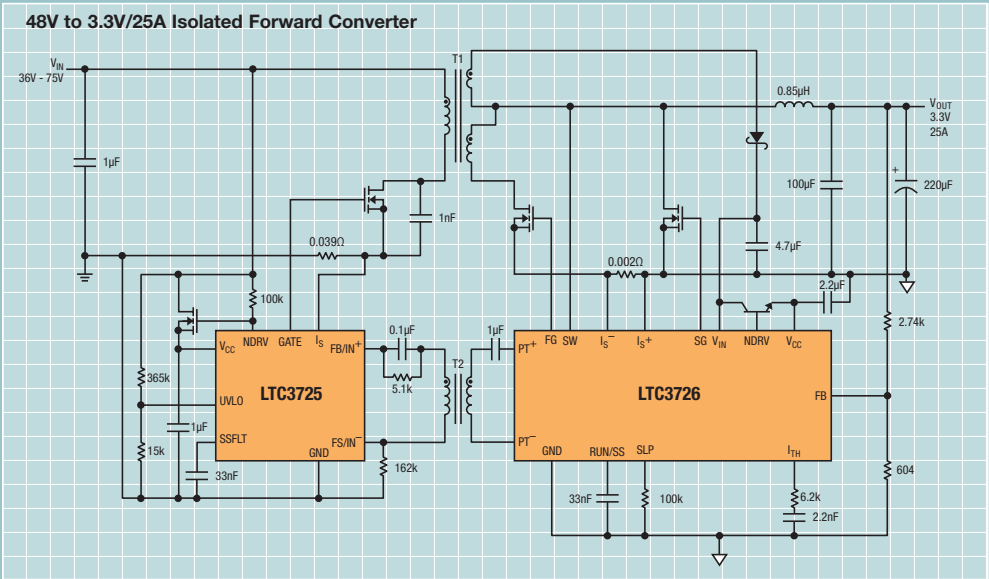 48V to 3.3V/25A Isolated Forward Converter
VIN
36V - 75V
T1
0.85µH
VOUT
3.3V
25A
1µF
100µF
+
220µF
1nF
4.7µF
0.039Ω
0.002Ω
2.2µF
100k
2.74k
VCC
NDRV
GATE
IS
FB/IN+
0.1µF
1µF
PT+
FG
SW
IS–
IS+
SG
VIN
NDRV
VCC
T2
365k
UVLO
LTC3725
5.1k
LTC3726
FB
1µF
SSFLT
FS/IN–
PT–
15k
GND
GND
RUN/SS
SLP
ITH
33nF
162k
604
33nF
100k
6.2k
2.2nF